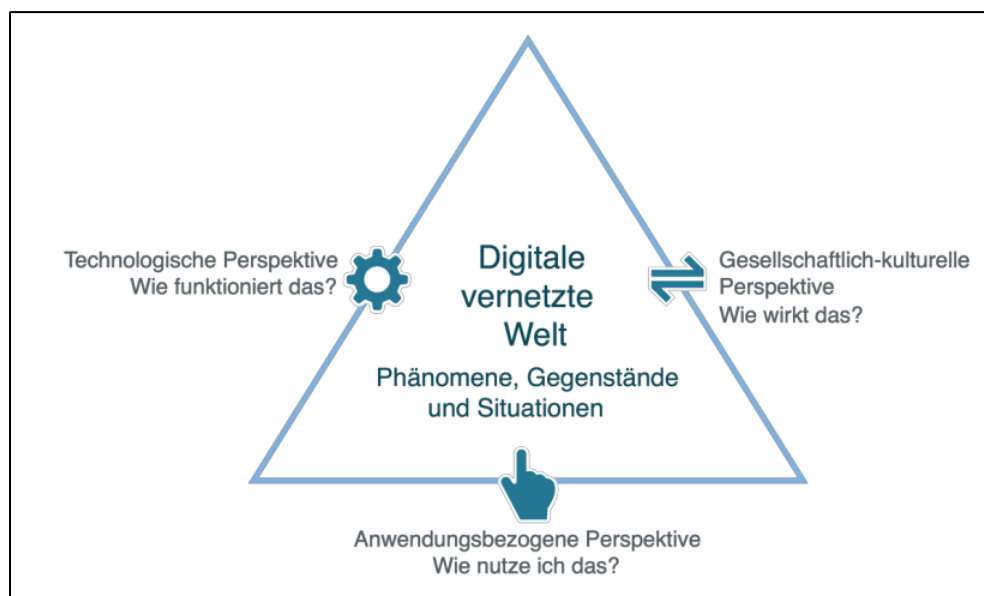 Technologische Perspektive
Wie funktioniert das?
Digitale
vernetzte
Welt
Phänomene, Gegenstände
und Situationen
Gesellschaftlich-kulturelle
Perspektive
Wie wirkt das?
Anwendungsbezogene Perspektive
Wie nutze ich das?